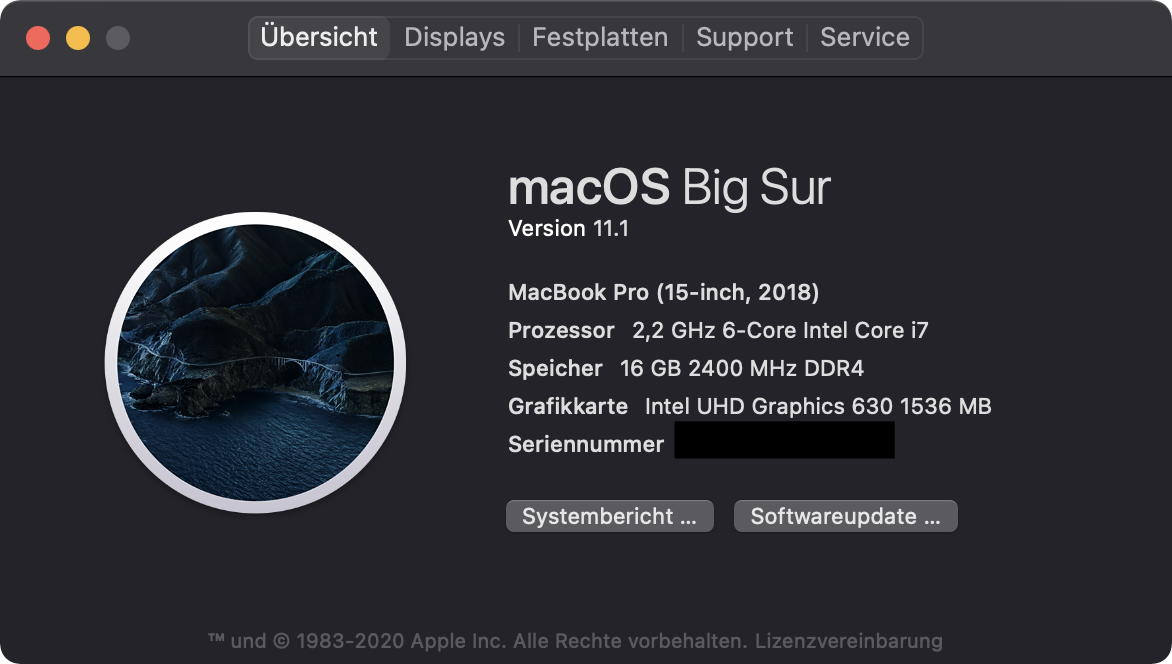 Übersicht Displays Festplatten Support Service
macOS Big Sur
Version 11.1
MacBook Pro (15-inch, 2018)
Prozessor 2,2 GHz 6-Core Intel Core i7
Speicher 16 GB 2400 MHz DDR4
Grafikkarte Intel UHD Graphics 630 1536 MB
Seriennummer
Systembericht ... Softwareupdate ...
™ und © 1983-2020 Apple Inc. Alle Rechte vorbehalten. Lizenzvereinbarung